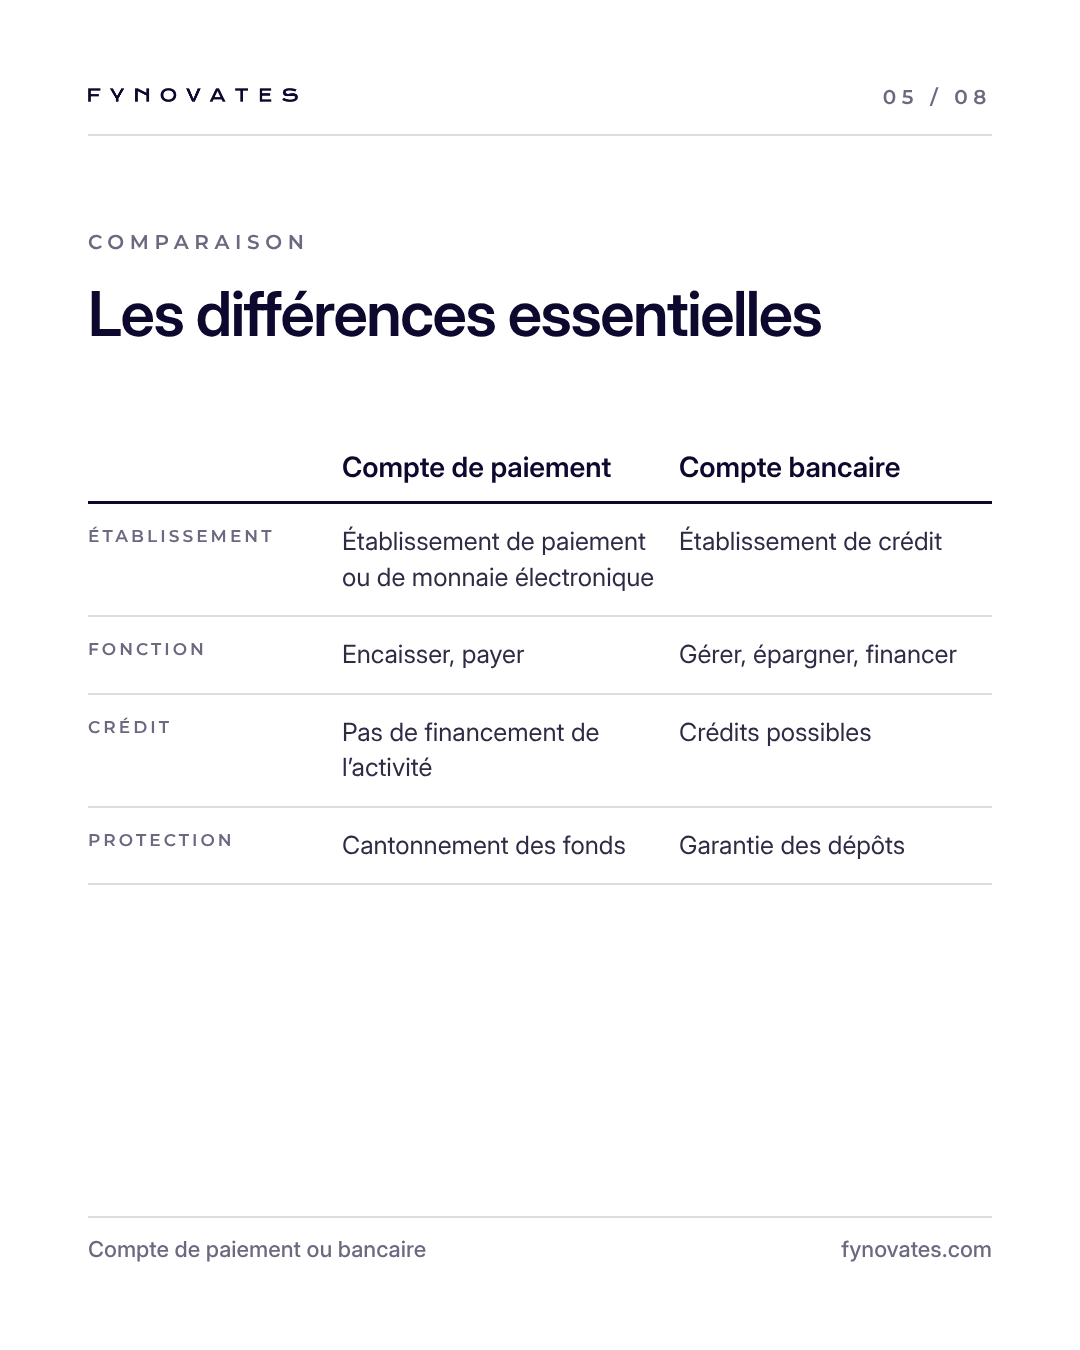 FYNOVATES
05 / 08
COMPARAISON
Les différences essentielles
Compte de paiement Compte bancaire
ÉTABLISSEMENT Établissement de paiement Établissement de crédit
ou de monnaie électronique
FONCTION Encaisser, payer Gérer, épargner, financer
CRÉDIT Pas de financement de Crédits possibles
l’activité
PROTECTION Cantonnement des fonds Garantie des dépôts
Compte de paiement ou bancaire
fynovates.com